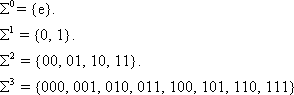 Σ⁰= {e}.
Σ¹ = {0, 1}.
Σ² = {00, 01, 10, 11}.
Σ³ = {000, 001, 010, 011, 100, 101, 110, 111}